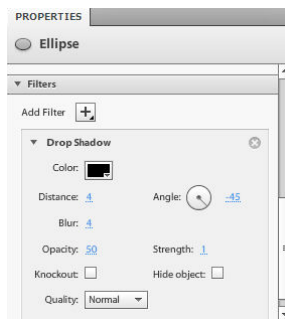 PROPERTIES
Ellipse
Filters
Add Filter
Drop Shadow
Color:
Distance: 4 Angle: -45
Blur: 4
Opacity: 50 Strength: 1
Knockout: Hide object:
Quality: Normal